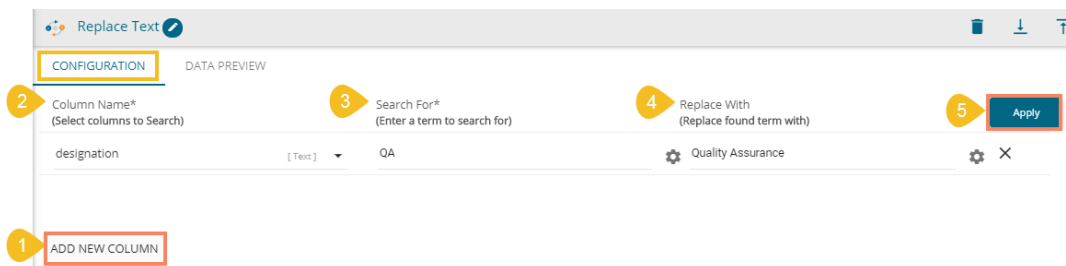 Replace Text
CONFIGURATION DATA PREVIEW
2 Column Name* 3 Search For* 4 Replace With 5 Apply
(Select columns to Search) (Enter a term to search for) (Replace found term with)
designation [Text] QA Quality Assurance
1 ADD NEW COLUMN